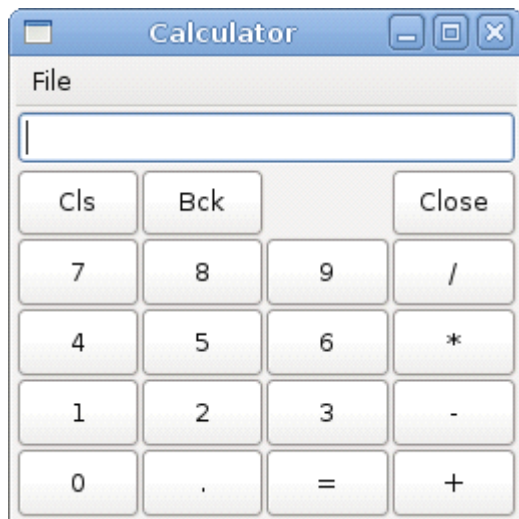 Calculator
File
Cls Bck Close
7 8 9 /
4 5 6 *
1 2 3 -
0 . = +